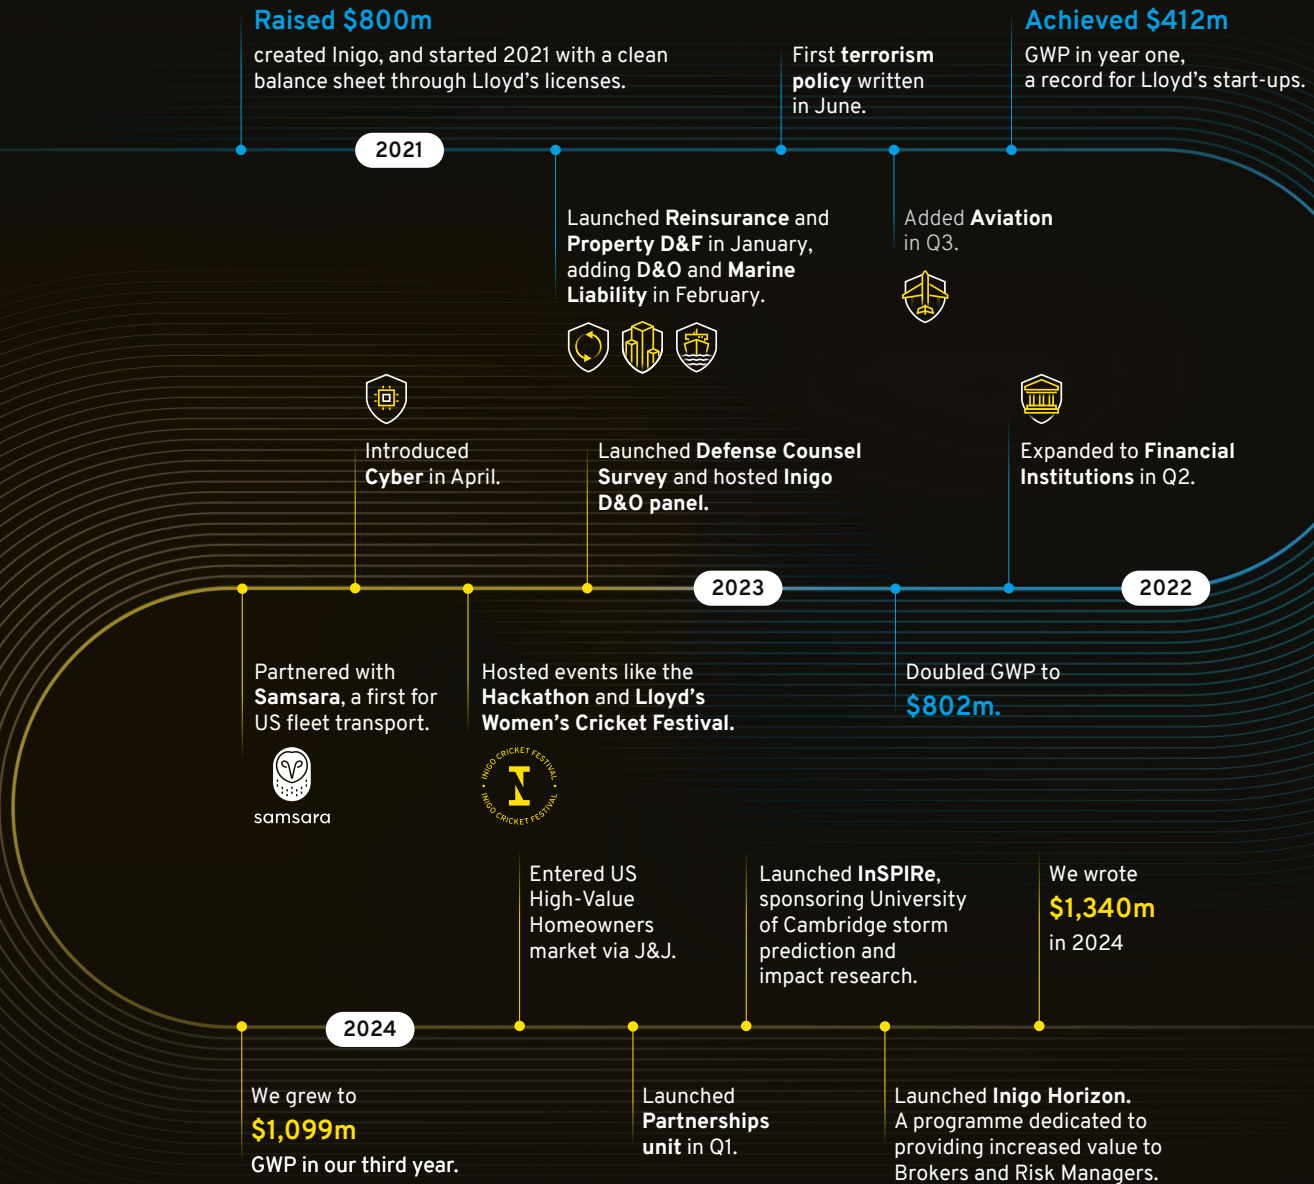 Raised $800m
created Inigo, and started 2021 with a clean
balance sheet through Lloyd's licenses.
First terrorism
policy written
in June.
Achieved $412m
GWP in year one,
a record for Lloyd's start-ups.
2021
Launched Reinsurance and
Property D&F in January,
adding D&O and Marine
Liability in February.
Added Aviation
in Q3.
Expanded to Financial
Institutions in Q2.
2022
Doubled GWP to
$802m.
2023
Launched Defense Counsel
Survey and hosted Inigo
D&O panel.
Hosted events like the
Hackathon and Lloyd's
Women's Cricket Festival.
INIGO CRICKET FESTIVAL
INIGO CRICKET FESTIVAL
Introduced
Cyber in April.
Partnered with
Samsara, a first for
US fleet transport.
samsara
We grew to
$1,099m
GWP in our third year.
2024
Entered US
High-Value
Homeowners
market via J&J.
Launched
Partnerships
unit in Q1.
Launched InSPIRe,
sponsoring University
of Cambridge storm
prediction and
impact research.
Launched Inigo Horizon.
A programme dedicated to
providing increased value to
Brokers and Risk Managers.
We wrote
$1,340m
in 2024